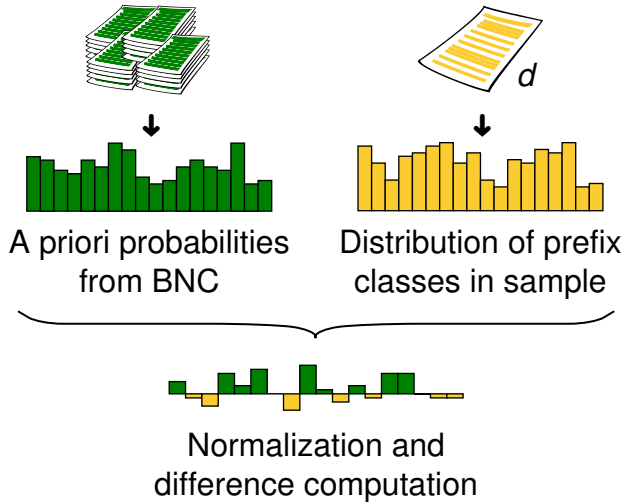 d
A priori probabilities
from BNC
Distribution of prefix
classes in sample
Normalization and
difference computation